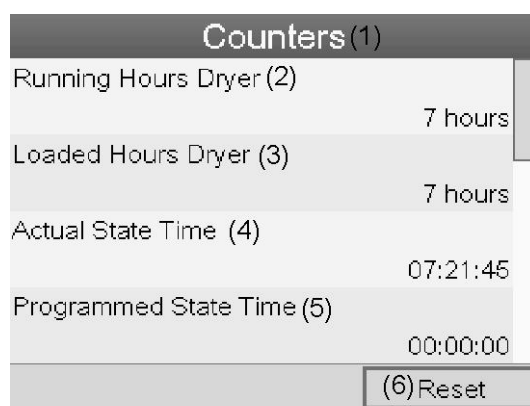 Counters(1)
Running Hours Dryer (2)
7 hours
Loaded Hours Dryer (3)
7 hours
Actual State Time (4)
07:21:45
Programmed State Time (5)
00:00:00
(6) Reset